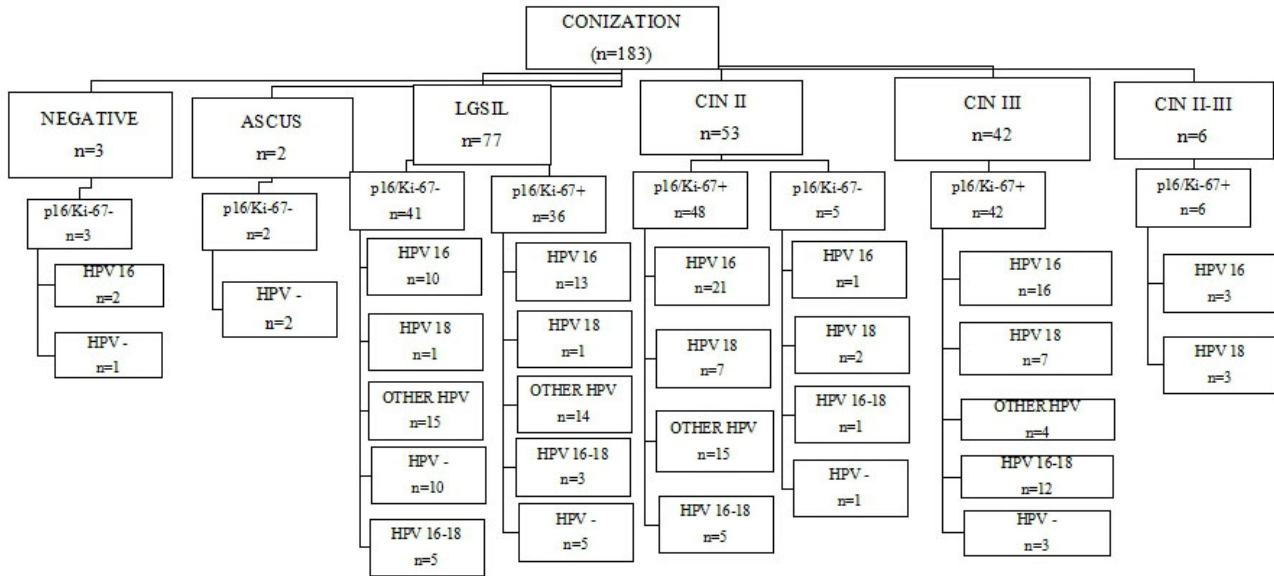 CONIZATION
(n=183)
NEGATIVE
n=3
ASCUS
n=2
LGSIL
n=77
CIN II
n=53
CIN III
n=42
CIN II-III
n=6
p16/Ki-67-
n=3
p16/Ki-67-
n=2
p16/Ki-67-
n=41
p16/Ki-67+
n=36
p16/Ki-67+
n=48
p16/Ki-67-
n=5
p16/Ki-67+
n=42
p16/Ki-67+
n=6
HPV 16
n=2
HPV -
n=1
HPV -
n=2
HPV 16
n=10
HPV 18
n=1
OTHER HPV
n=15
HPV -
n=10
HPV 16-18
n=5
HPV 16
n=13
HPV 18
n=1
OTHER HPV
n=14
HPV 16-18
n=3
HPV -
n=5
HPV 16
n=21
HPV 18
n=7
OTHER HPV
n=15
HPV 16-18
n=5
HPV 16
n=1
HPV 18
n=2
HPV 16-18
n=1
HPV -
n=1
HPV 16
n=16
HPV 18
n=7
OTHER HPV
n=4
HPV 16-18
n=12
HPV -
n=3
HPV 16
n=3
HPV 18
n=3